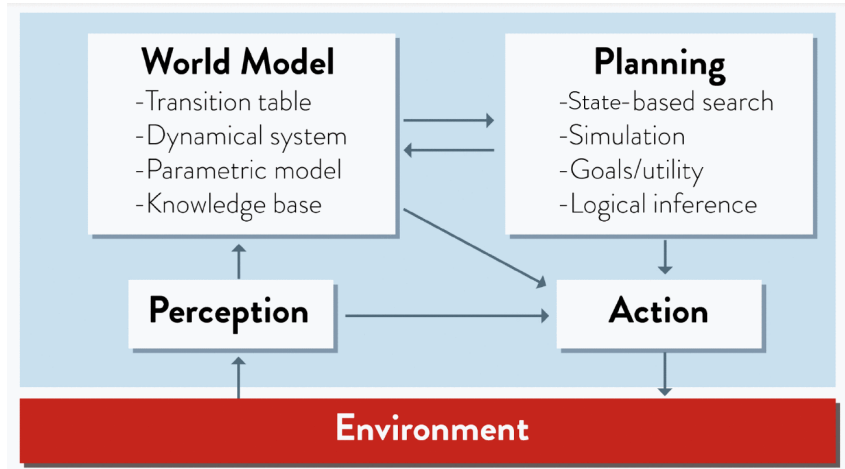 World Model
-Transition table
-Dynamical system
-Parametric model
-Knowledge base
Planning
-State-based search
-Simulation
-Goals/utility
-Logical inference
Perception
Action
Environment